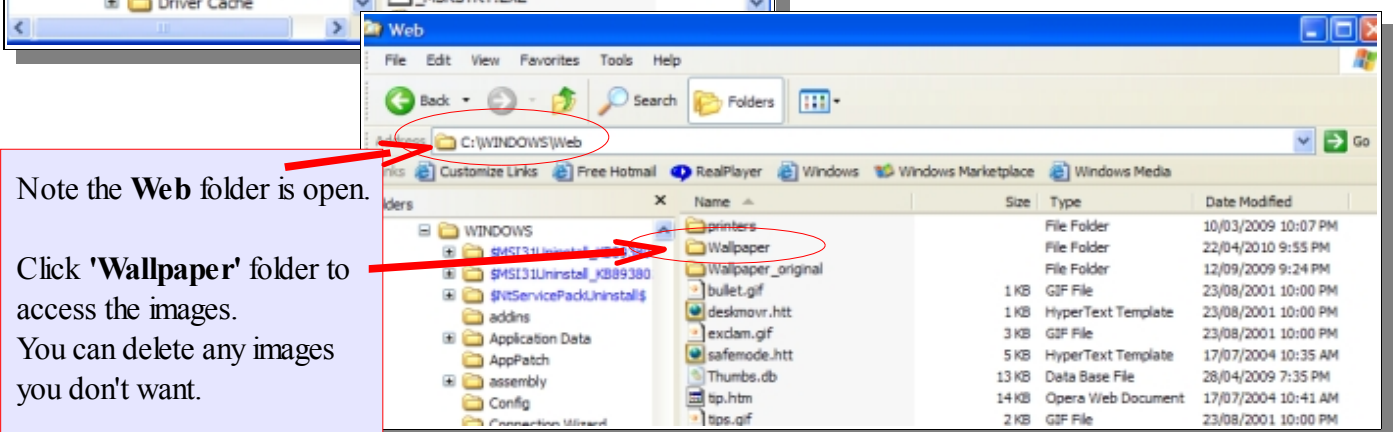 Driver Cache
Web
File Edit View Favorites Tools Help
Back Search Folders
C:\WINDOWS\Web Go
Customize Links Free Hotmail RealPlayer Windows Windows Marketplace Windows Media
Name Size Type Date Modified
WINDOWS
$MSI31Uninstall_KB89380
$NtServicePackUninstall$
addins
Application Data
AppPatch
assembly
Config
Connection Wizard
printers File Folder 10/03/2009 10:07 PM
Wallpaper File Folder 22/04/2010 9:55 PM
Wallpaper_original File Folder 12/09/2009 9:24 PM
bullet.gif 1 KB GIF File 23/08/2001 10:00 PM
deskmovr.htt 1 KB HyperText Template 23/08/2001 10:00 PM
exclam.gif 3 KB GIF File 23/08/2001 10:00 PM
safemode.htt 5 KB HyperText Template 17/07/2004 10:35 AM
Thumbs.db 13 KB Data Base File 28/04/2009 7:35 PM
tip.htm 14 KB Opera Web Document 17/07/2004 10:41 AM
tips.gif 2 KB GIF File 23/08/2001 10:00 PM
Note the Web folder is open.
Click 'Wallpaper' folder to
access the images.
You can delete any images
you don't want.